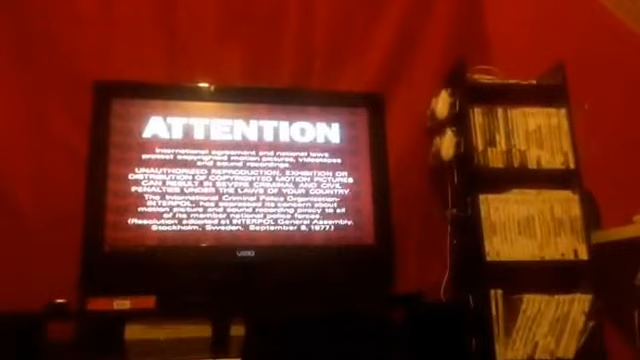 ATTENTION
International agreement and national laws
protect copyrighted motion pictures, videotapes
and sound recordings.
UNAUTHORIZED REPRODUCTION, EXHIBITION OR
DISTRIBUTION OF COPYRIGHTED MOTION PICTURES
CAN RESULT IN SEVERE CRIMINAL AND CIVIL
PENALTIES UNDER THE LAWS OF YOUR COUNTRY.
The International Criminal Police Organization-
INTERPOL, has expressed its concern about
motion picture and sound recording piracy to all
of its member national police forces.
(Resolution adopted at INTERPOL General Assembly,
Stockholm, Sweden, September 8, 1977.)
VIZIO